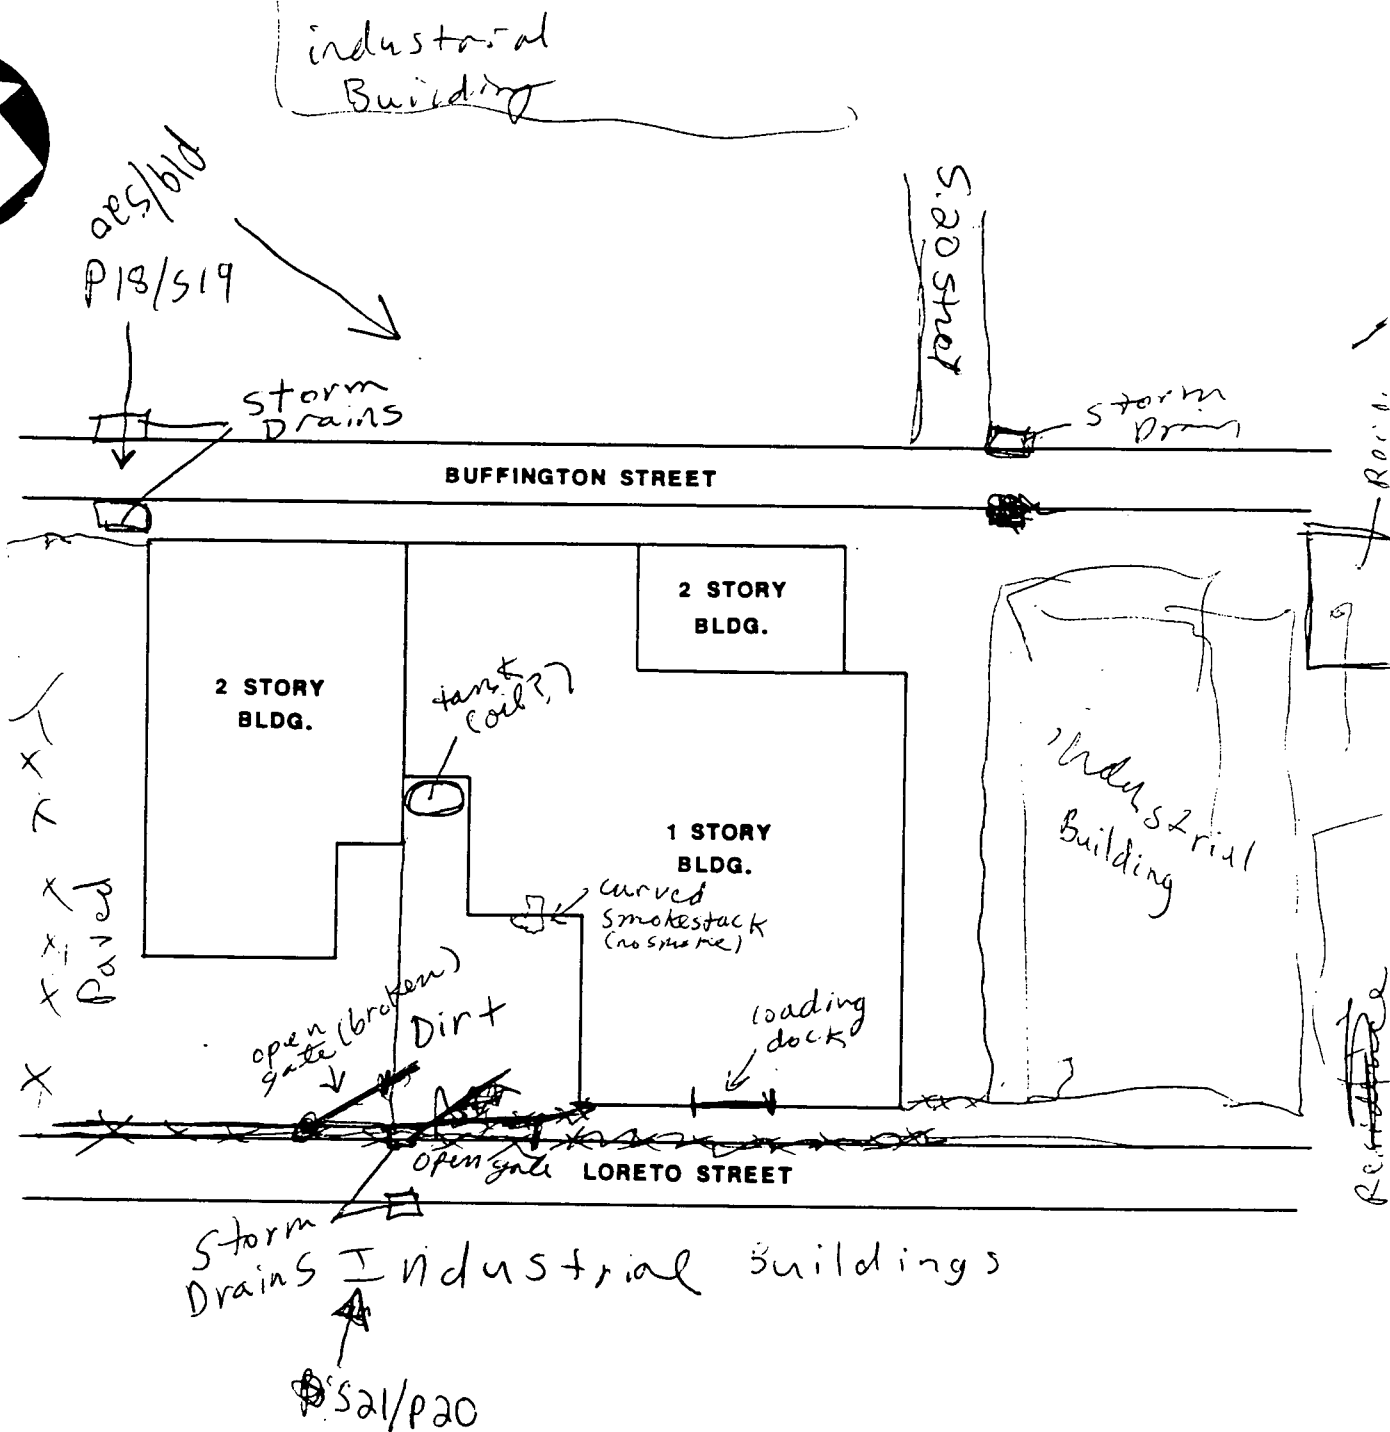 industrial
Building
P19/S20
P18/S19
S. 20 Street
Storm
Drains
Storm
Drain
BUFFINGTON STREET
2 STORY
BLDG.
2 STORY
BLDG.
tank
(oil??)
Industrial
Building
1 STORY
BLDG.
curved
smokestack
(no smoke)
Paved
open
gate (broken)
Dirt
loading
dock
open gate
LORETO STREET
Storm
Drains
Industrial Buildings
S21/P20